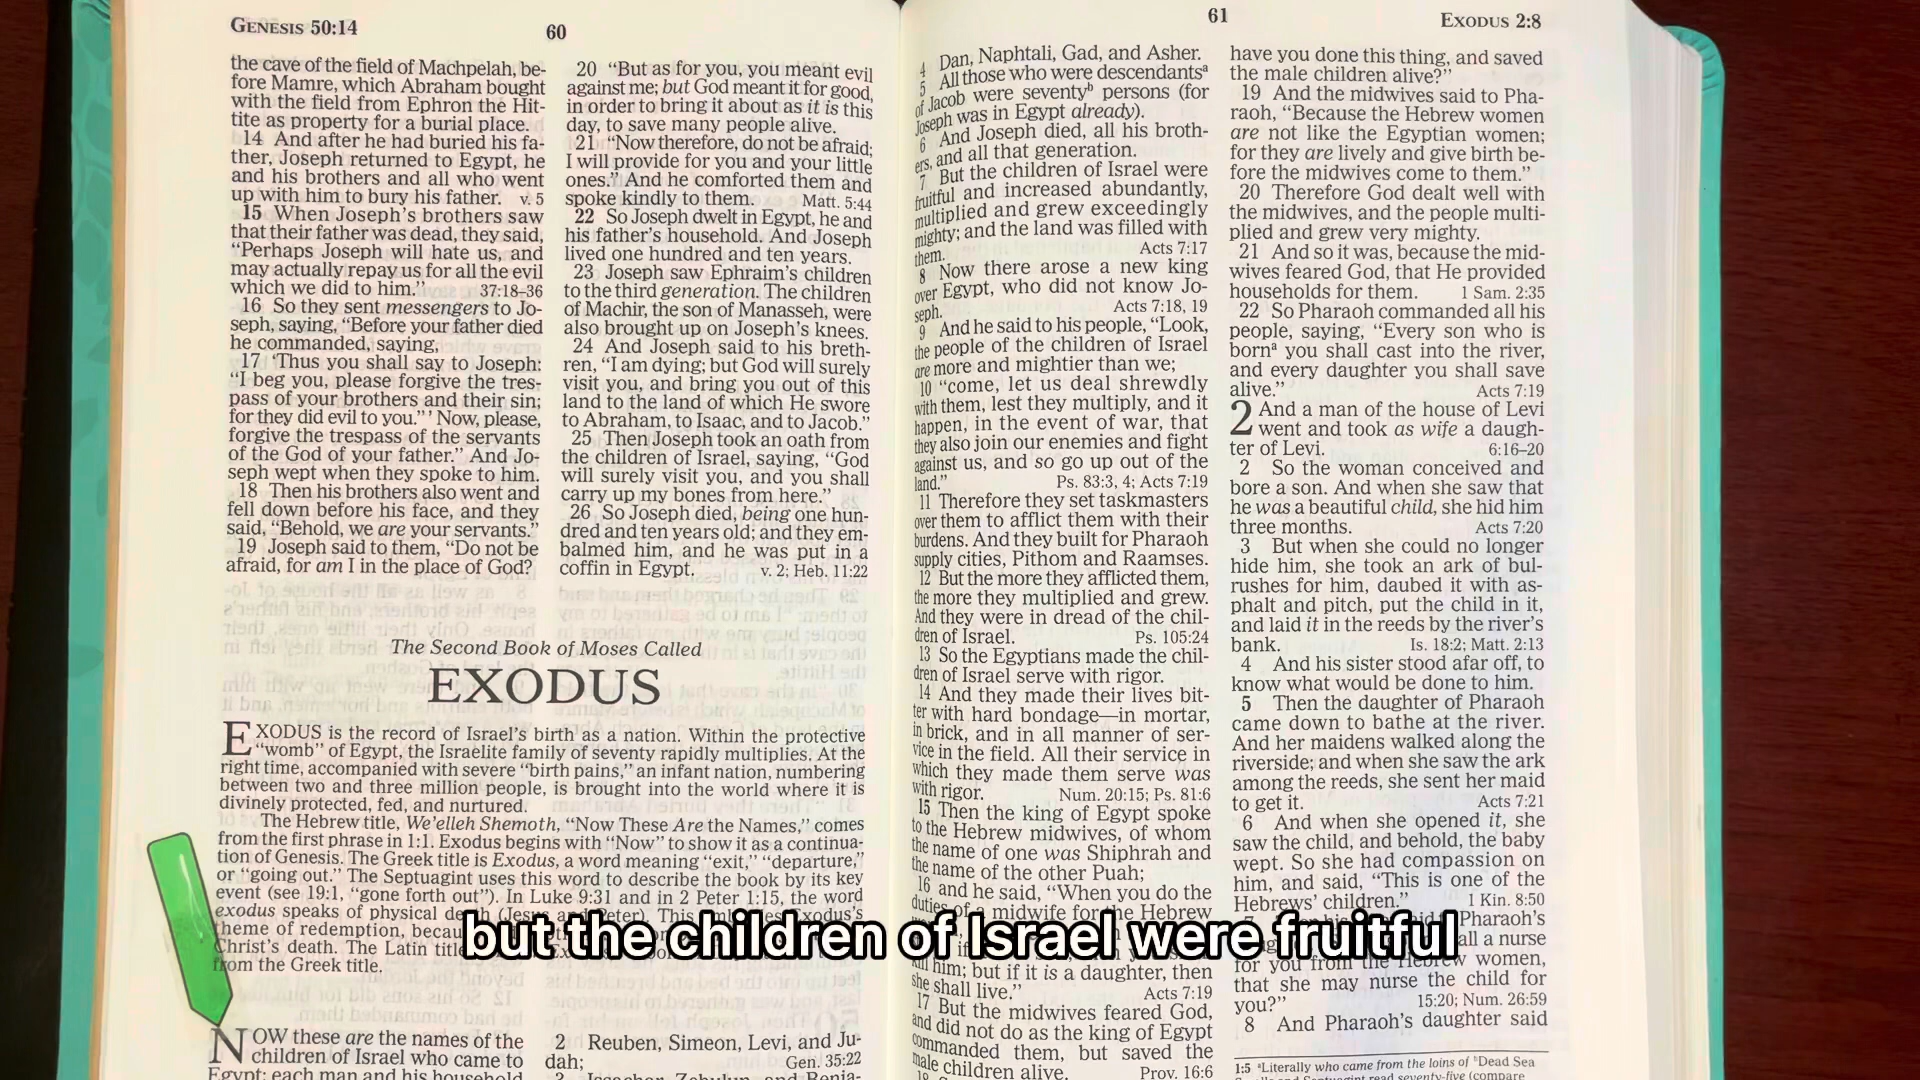 GENESIS 50:14
60
the cave of the field of Machpelah, be-
fore Mamre, which Abraham bought
with the field from Ephron the Hit-
tite as property for a burial place.
14 And after he had buried his fa-
ther, Joseph returned to Egypt, he
and his brothers and all who went
up with him to bury his father. v. 5
15 When Joseph's brothers saw
that their father was dead, they said,
“Perhaps Joseph will hate us, and
may actually repay us for all the evil
which we did to him.” 37:18–36
16 So they sent messengers to Jo-
seph, saying, “Before your father died
he commanded, saying,
17 ‘Thus you shall say to Joseph:
“I beg you, please forgive the tres-
pass of your brothers and their sin;
for they did evil to you.”’ Now, please,
forgive the trespass of the servants
of the God of your father.” And Jo-
seph wept when they spoke to him.
18 Then his brothers also went and
fell down before his face, and they
said, “Behold, we are your servants.”
19 Joseph said to them, “Do not be
afraid, for am I in the place of God?
20 “But as for you, you meant evil
against me; but God meant it for good,
in order to bring it about as it is this
day, to save many people alive.
21 “Now therefore, do not be afraid;
I will provide for you and your little
ones.” And he comforted them and
spoke kindly to them. Matt. 5:44
22 So Joseph dwelt in Egypt, he and
his father's household. And Joseph
lived one hundred and ten years.
23 Joseph saw Ephraim's children
to the third generation. The children
of Machir, the son of Manasseh, were
also brought up on Joseph's knees.
24 And Joseph said to his breth-
ren, “I am dying; but God will surely
visit you, and bring you out of this
land to the land of which He swore
to Abraham, to Isaac, and to Jacob.”
25 Then Joseph took an oath from
the children of Israel, saying, “God
will surely visit you, and you shall
carry up my bones from here.”
26 So Joseph died, being one hun-
dred and ten years old; and they em-
balmed him, and he was put in a
coffin in Egypt. v. 2; Heb. 11:22
The Second Book of Moses Called
EXODUS
EXODUS is the record of Israel's birth as a nation. Within the protective
“womb” of Egypt, the Israelite family of seventy rapidly multiplies. At the
right time, accompanied with severe “birth pains,” an infant nation, numbering
between two and three million people, is brought into the world where it is
divinely protected, fed, and nurtured.
The Hebrew title, We'elleh Shemoth, “Now These Are the Names,” comes
from the first phrase in 1:1. Exodus begins with “Now” to show it as a continua-
tion of Genesis. The Greek title is Exodus, a word meaning “exit,” “departure,”
or “going out.” The Septuagint uses this word to describe the book by its key
event (see 19:1, “gone forth out”). In Luke 9:31 and in 2 Peter 1:15, the word
exodus speaks of physical death (Jesus and Peter). This Exodus's
theme of redemption,
Christ's death. The Latin title
from the Greek title.
NOW these are the names of the
children of Israel who came to
Egypt; each man and his household
2 Reuben, Simeon, Levi, and Ju-
dah; Gen. 35:22
3 Issachar, Zebulun, and Benja-
61
EXODUS 2:8
4 Dan, Naphtali, Gad, and Asher.
5 All those who were descendantsa
of Jacob were seventyb persons (for
Joseph was in Egypt already).
6 And Joseph died, all his broth-
ers, and all that generation.
7 But the children of Israel were
fruitful and increased abundantly,
multiplied and grew exceedingly
mighty; and the land was filled with
them. Acts 7:17
8 Now there arose a new king
over Egypt, who did not know Jo-
seph. Acts 7:18, 19
9 And he said to his people, “Look,
the people of the children of Israel
are more and mightier than we;
10 “come, let us deal shrewdly
with them, lest they multiply, and it
happen, in the event of war, that
they also join our enemies and fight
against us, and so go up out of the
land.” Ps. 83:3, 4; Acts 7:19
11 Therefore they set taskmasters
over them to afflict them with their
burdens. And they built for Pharaoh
supply cities, Pithom and Raamses.
12 But the more they afflicted them,
the more they multiplied and grew.
And they were in dread of the chil-
dren of Israel. Ps. 105:24
13 So the Egyptians made the chil-
dren of Israel serve with rigor.
14 And they made their lives bit-
ter with hard bondage—in mortar,
in brick, and in all manner of ser-
vice in the field. All their service in
which they made them serve was
with rigor. Num. 20:15; Ps. 81:6
15 Then the king of Egypt spoke
to the Hebrew midwives, of whom
the name of one was Shiphrah and
the name of the other Puah;
16 and he said, “When you do the
duties of a midwife for the Hebrew
kill him; but if it is a daughter, then
she shall live.” Acts 7:19
17 But the midwives feared God,
and did not do as the king of Egypt
commanded them, but saved the
male children alive. Prov. 16:6
have you done this thing, and saved
the male children alive?”
19 And the midwives said to Pha-
raoh, “Because the Hebrew women
are not like the Egyptian women;
for they are lively and give birth be-
fore the midwives come to them.”
20 Therefore God dealt well with
the midwives, and the people multi-
plied and grew very mighty.
21 And so it was, because the mid-
wives feared God, that He provided
households for them. 1 Sam. 2:35
22 So Pharaoh commanded all his
people, saying, “Every son who is
borna you shall cast into the river,
and every daughter you shall save
alive.” Acts 7:19
2 And a man of the house of Levi
went and took as wife a daugh-
ter of Levi. 6:16–20
2 So the woman conceived and
bore a son. And when she saw that
he was a beautiful child, she hid him
three months. Acts 7:20
3 But when she could no longer
hide him, she took an ark of bul-
rushes for him, daubed it with as-
phalt and pitch, put the child in it,
and laid it in the reeds by the river's
bank. Is. 18:2; Matt. 2:13
4 And his sister stood afar off, to
know what would be done to him.
5 Then the daughter of Pharaoh
came down to bathe at the river.
And her maidens walked along the
riverside; and when she saw the ark
among the reeds, she sent her maid
to get it. Acts 7:21
6 And when she opened it, she
saw the child, and behold, the baby
wept. So she had compassion on
him, and said, “This is one of the
Hebrews' children.” 1 Kin. 8:50
Pharaoh's
call a nurse
for you from the Hebrew women,
that she may nurse the child for
you?” 15:20; Num. 26:59
8 And Pharaoh's daughter said
1:5 aLiterally who came from the loins of bDead Sea
seventy-five (compare
but the children of Israel were fruitful